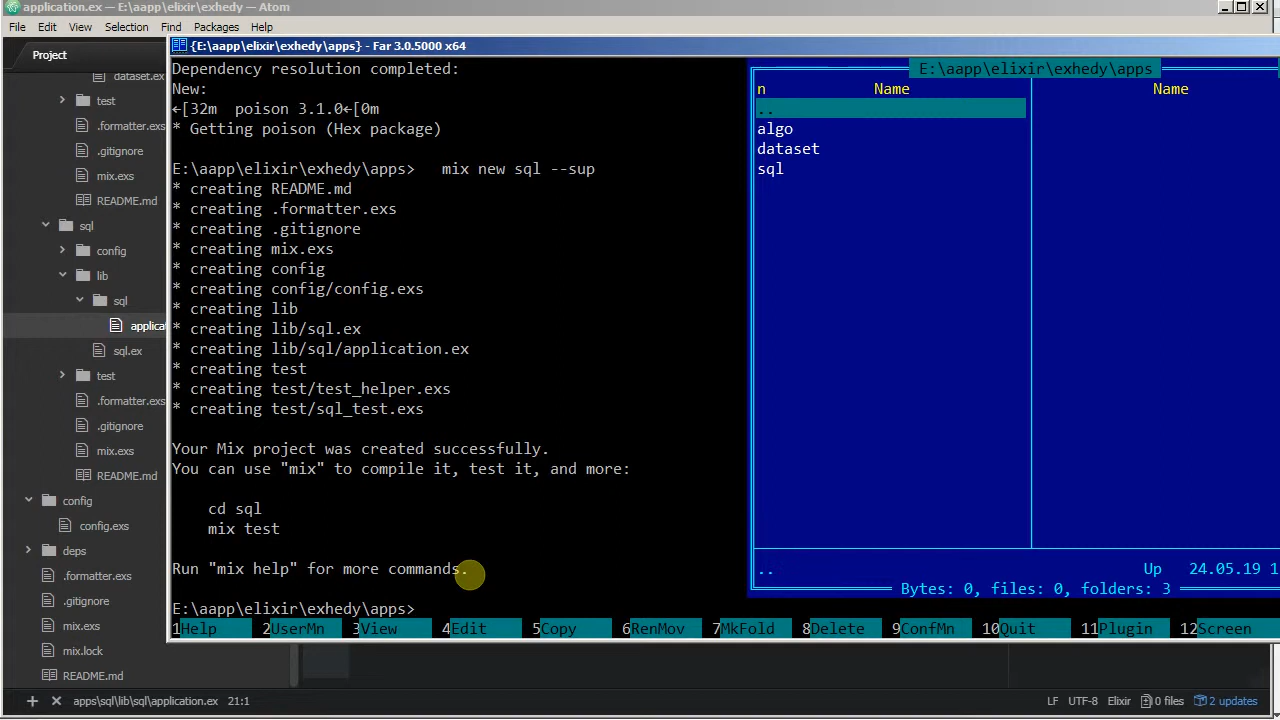 application.ex — E:\aapp\elixir\exhedy — Atom
File Edit View Selection Find Packages Help
Project
dataset.ex
test
.formatter.exs
.gitignore
mix.exs
README.md
sql
config
lib
sql
applicat
sql.ex
test
.formatter.exs
.gitignore
mix.exs
README.md
config
config.exs
deps
.formatter.exs
.gitignore
mix.exs
mix.lock
README.md
apps\sql\lib\sql\application.ex 21:1
LF UTF-8 Elixir 0 files 2 updates
{E:\aapp\elixir\exhedy\apps} - Far 3.0.5000 x64
Dependency resolution completed:
New:
←[32m  poison 3.1.0←[0m
* Getting poison (Hex package)
E:\aapp\elixir\exhedy\apps>   mix new sql --sup
* creating README.md
* creating .formatter.exs
* creating .gitignore
* creating mix.exs
* creating config
* creating config/config.exs
* creating lib
* creating lib/sql.ex
* creating lib/sql/application.ex
* creating test
* creating test/test_helper.exs
* creating test/sql_test.exs
Your Mix project was created successfully.
You can use "mix" to compile it, test it, and more:
cd sql
mix test
Run "mix help" for more commands.
E:\aapp\elixir\exhedy\apps>
E:\aapp\elixir\exhedy\apps
n Name Name
..
algo
dataset
sql
.. Up 24.05.19 1
Bytes: 0, files: 0, folders: 3
1Help 2UserMn 3View 4Edit 5Copy 6RenMov 7MkFold 8Delete 9ConfMn 10Quit 11Plugin 12Screen